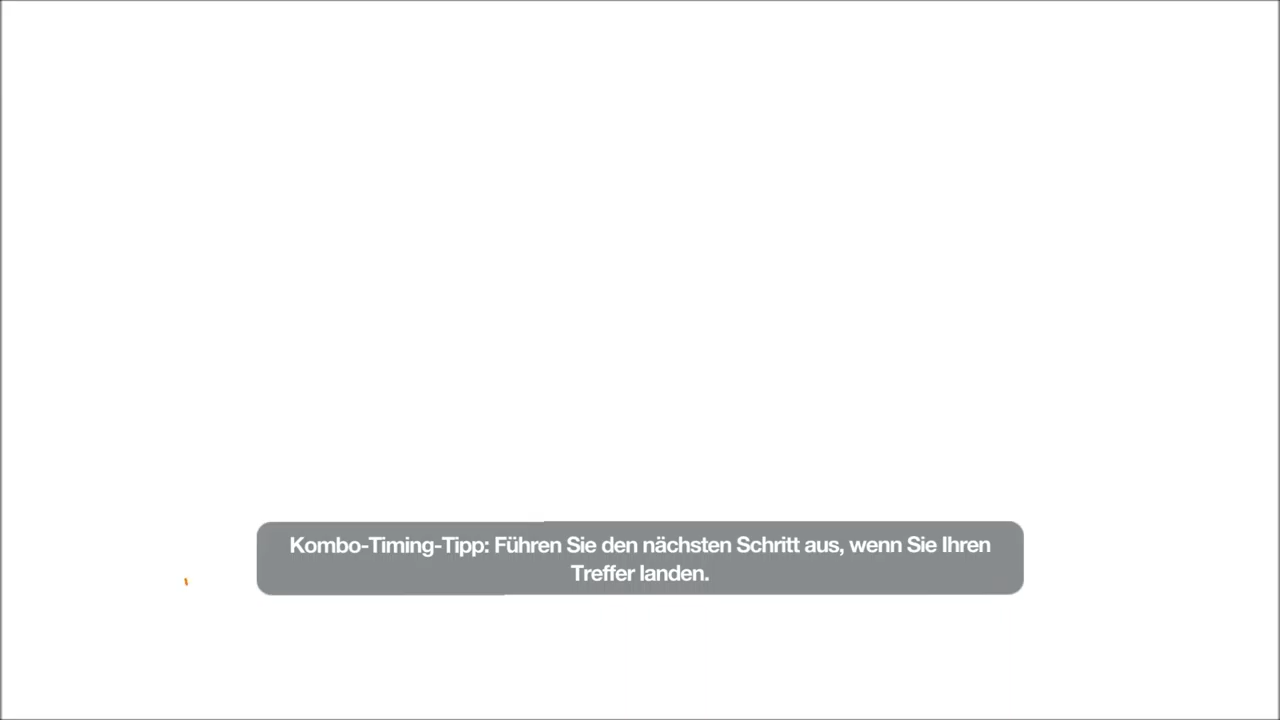 Kombo-Timing-Tipp: Führen Sie den nächsten Schritt aus, wenn Sie Ihren
Treffer landen.